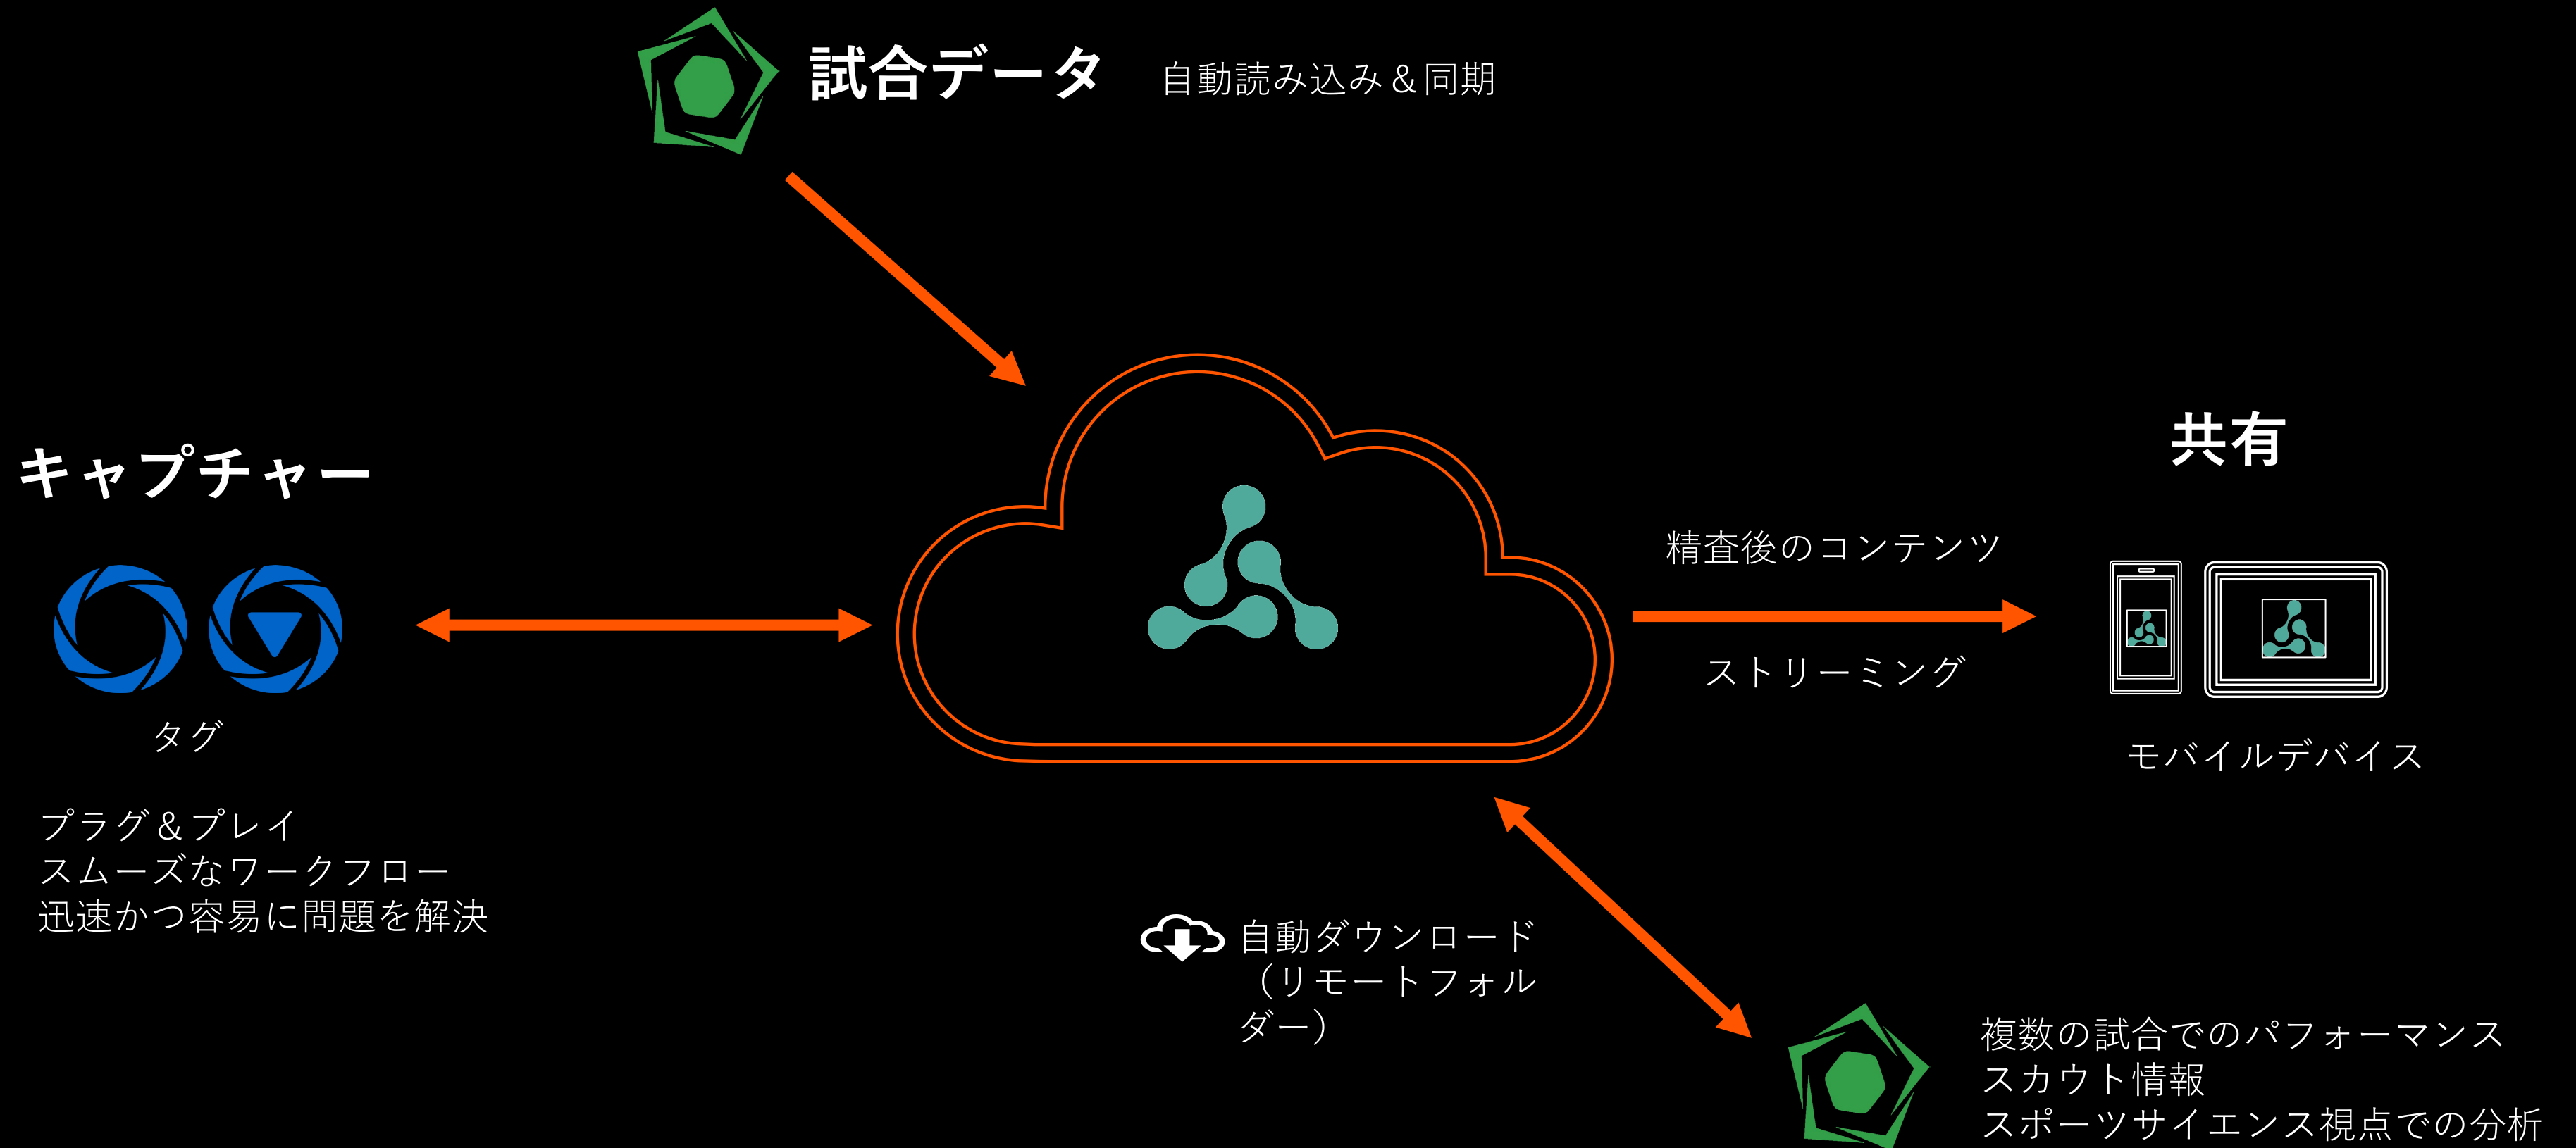 試合データ
自動読み込み＆同期
キャプチャー
タグ
プラグ＆プレイ
スムーズなワークフロー
迅速かつ容易に問題を解決
精査後のコンテンツ
ストリーミング
共有
モバイルデバイス
自動ダウンロード
（リモートフォル
ダー）
複数の試合でのパフォーマンス
スカウト情報
スポーツサイエンス視点での分析